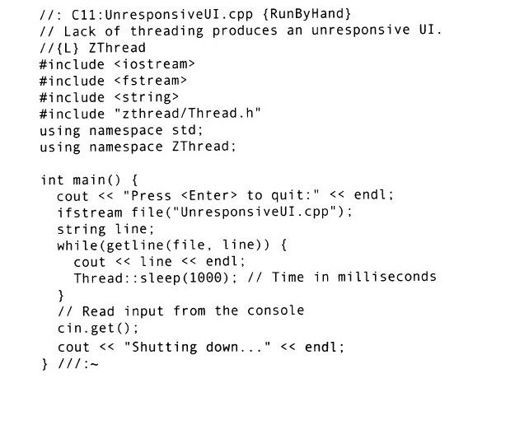 //: C11:UnresponsiveUI.cpp {RunByHand}
// Lack of threading produces an unresponsive UI.
//{L} ZThread
#include <iostream>
#include <fstream>
#include <string>
#include "zthread/Thread.h"
using namespace std;
using namespace ZThread;

int main() {
  cout << "Press <Enter> to quit:" << endl;
  ifstream file("UnresponsiveUI.cpp");
  string line;
  while(getline(file, line)) {
    cout << line << endl;
    Thread::sleep(1000); // Time in milliseconds
  }
  // Read input from the console
  cin.get();
  cout << "Shutting down..." << endl;
} ///:~